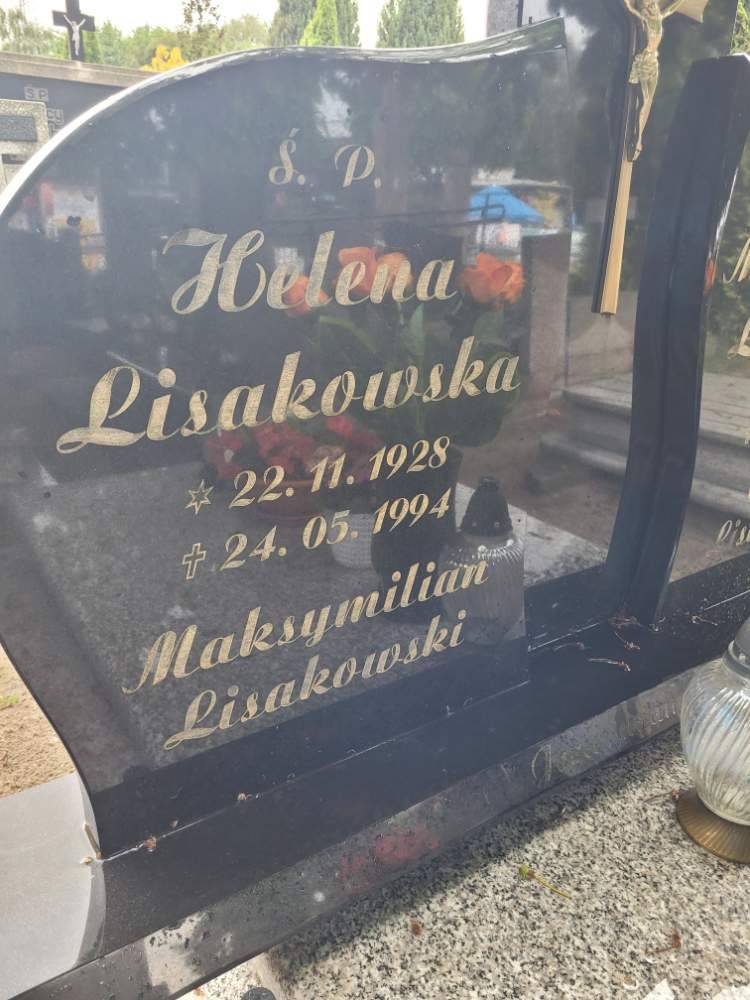 Ś. P.
Helena
Lisakowska
22. 11. 1928
24. 05. 1994
Maksymilian
Lisakowski
Ś.P.